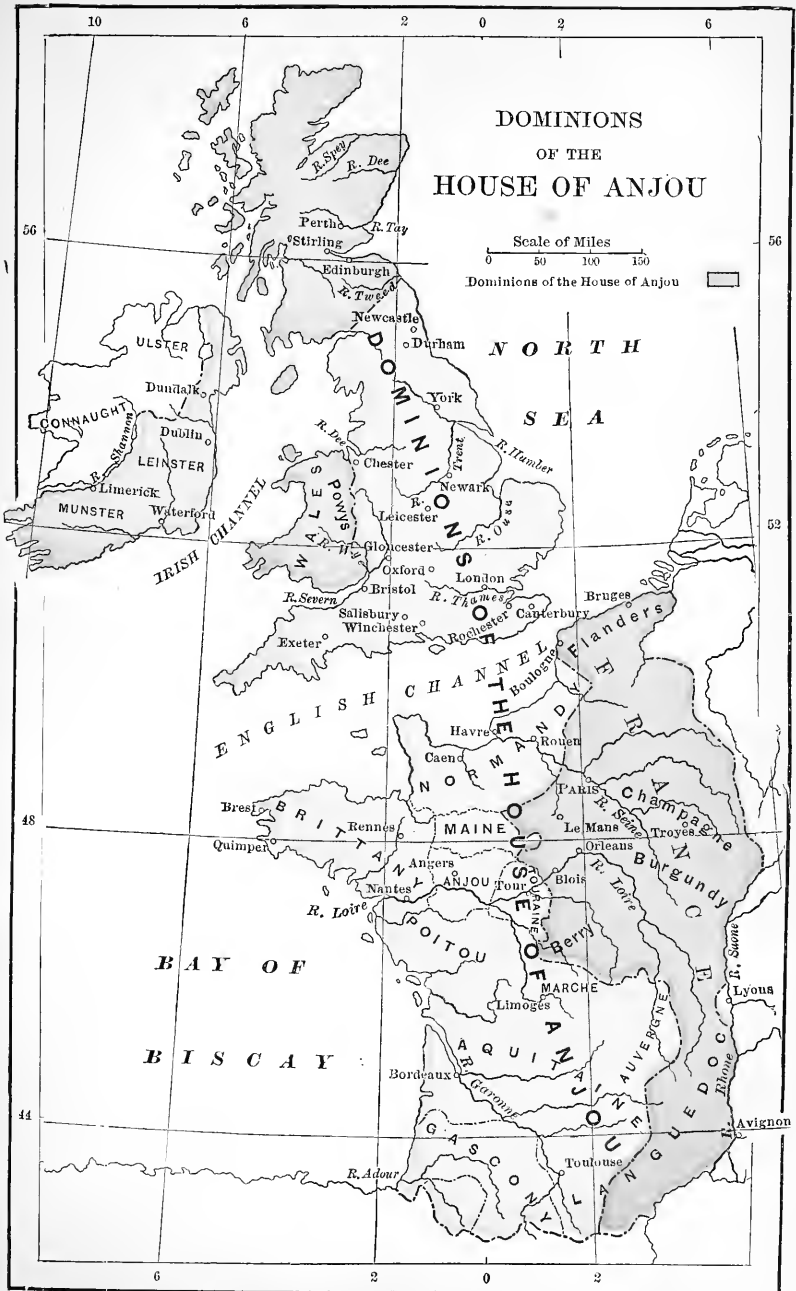 10 6 2 0 2 6
DOMINIONS
OF THE
HOUSE OF ANJOU
Scale of Miles
0 50 100 150
Dominions of the House of Anjou
56
56
R. Spey
R. Dee
Perth
R. Tay
Stirling
Edinburgh
R. Tweed
Newcastle
Durham
NORTH
SEA
ULSTER
Dundalk
CONNAUGHT
Dublin
R. Shannon
LEINSTER
Limerick
MUNSTER
Waterford
IRISH CHANNEL
York
R. Humber
Trent
R. Dee
Chester
Newark
R.
Leicester
R. Ouse
WALES
Powys
R. Wye
Gloucester
Oxford
London
52
R. Severn
Bristol
R. Thames
Salisbury
Winchester
Rochester
Canterbury
Exeter
Bruges
Flanders
Boulogne
ENGLISH CHANNEL
DOMINIONS OF THE HOUSE OF ANJOU
FRANCE
Havre
Rouen
Caen
NORMANDY
PARIS
R. Seine
Champagne
Troyes
48
Brest
BRITTANY
Quimper
Rennes
MAINE
Le Mans
Orleans
Burgundy
Angers
ANJOU
Tour
TOURAINE
Blois
R. Loire
Nantes
R. Loire
POITOU
Berry
R. Saone
BAY OF
BISCAY
MARCHE
Limoges
Lyons
AUVERGNE
AQUITAINE
Bordeaux
R. Garonne
Rhone
R.
44
Avignon
GASCONY
Toulouse
LANGUEDOC
R. Adour
6 2 0 2